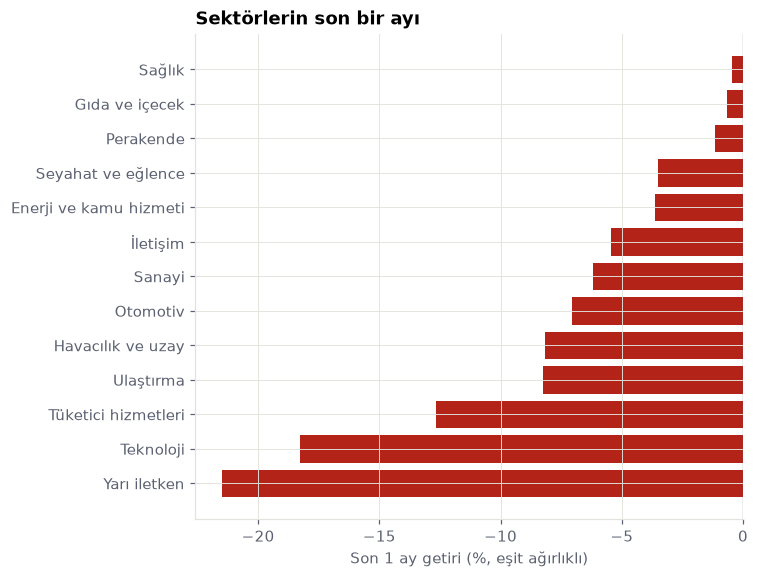 Sektörlerin son bir ayı
Sağlık
Gıda ve içecek
Perakende
Seyahat ve eğlence
Enerji ve kamu hizmeti
İletişim
Sanayi
Otomotiv
Havacılık ve uzay
Ulaştırma
Tüketici hizmetleri
Teknoloji
Yarı iletken
−20 −15 −10 −5 0
Son 1 ay getiri (%, eşit ağırlıklı)